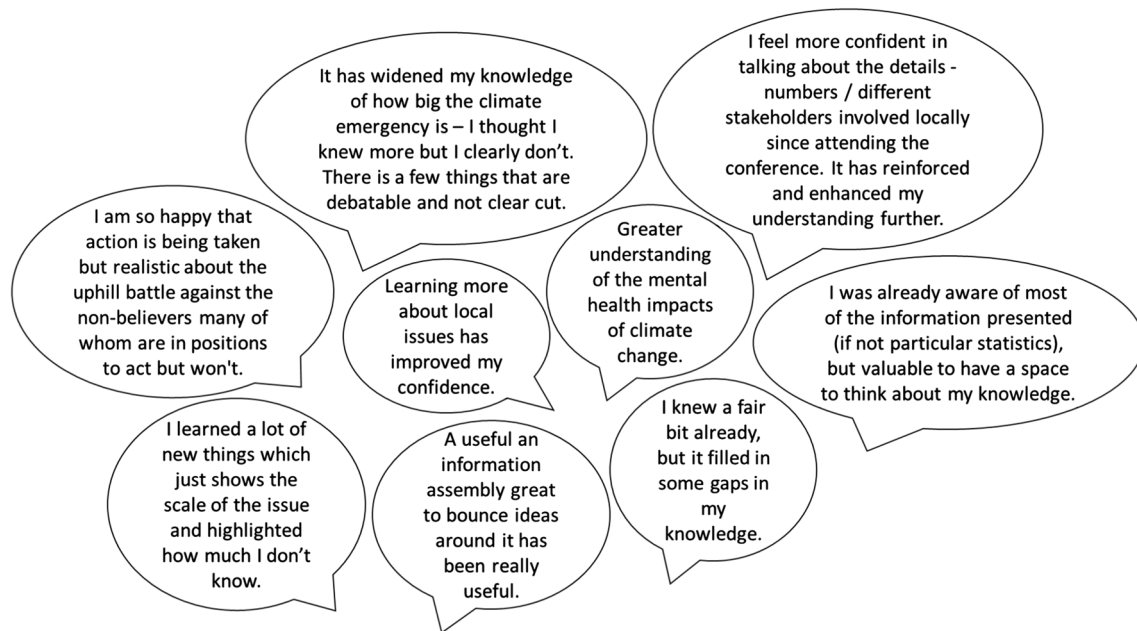 It has widened my knowledge
of how big the climate
emergency is – I thought I
knew more but I clearly don’t.
There is a few things that are
debatable and not clear cut.
I feel more confident in
talking about the details -
numbers / different
stakeholders involved locally
since attending the
conference. It has reinforced
and enhanced my
understanding further.
I am so happy that
action is being taken
but realistic about the
uphill battle against the
non-believers many of
whom are in positions
to act but won't.
Learning more
about local
issues has
improved my
confidence.
Greater
understanding
of the mental
health impacts
of climate
change.
I was already aware of most
of the information presented
(if not particular statistics),
but valuable to have a space
to think about my knowledge.
I learned a lot of
new things which
just shows the
scale of the issue
and highlighted
how much I don’t
know.
A useful an
information
assembly great
to bounce ideas
around it has
been really
useful.
I knew a fair
bit already,
but it filled in
some gaps in
my
knowledge.